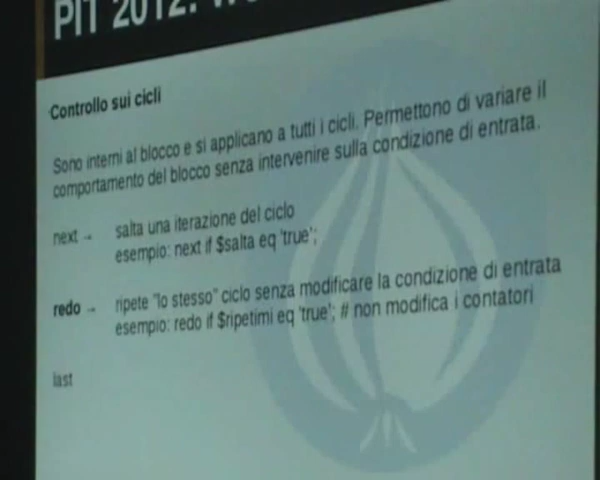 PIT 2012:
Controllo sui cicli
Sono interni al blocco e si applicano a tutti i cicli. Permettono di variare il
comportamento del blocco senza intervenire sulla condizione di entrata.
next → salta una iterazione del ciclo
esempio: next if $salta eq 'true';
redo → ripete "lo stesso" ciclo senza modificare la condizione di entrata
esempio: redo if $ripetimi eq 'true'; # non modifica i contatori
last